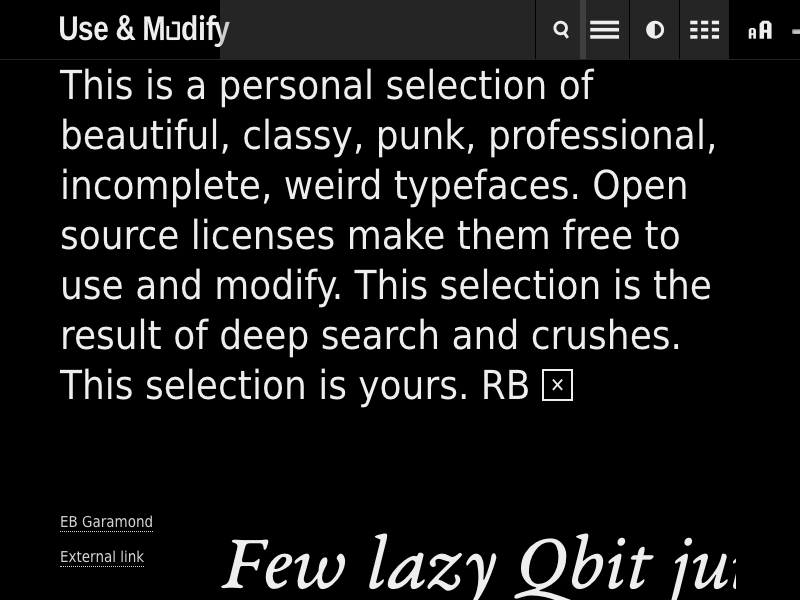 Use & Modify
aA
This is a personal selection of
beautiful, classy, punk, professional,
incomplete, weird typefaces. Open
source licenses make them free to
use and modify. This selection is the
result of deep search and crushes.
This selection is yours. RB ×
EB Garamond
External link
Few lazy Qbit